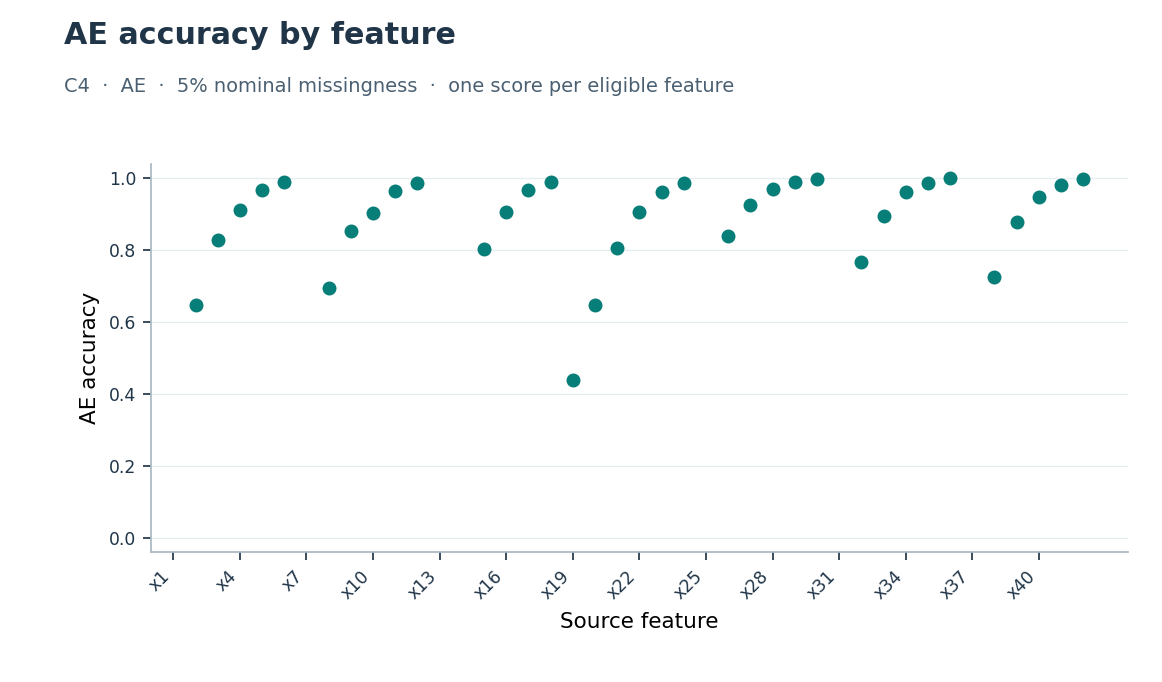 AE accuracy by feature
C4 · AE · 5% nominal missingness · one score per eligible feature
AE accuracy
1.0
0.8
0.6
0.4
0.2
0.0
x1 x4 x7 x10 x13 x16 x19 x22 x25 x28 x31 x34 x37 x40
Source feature